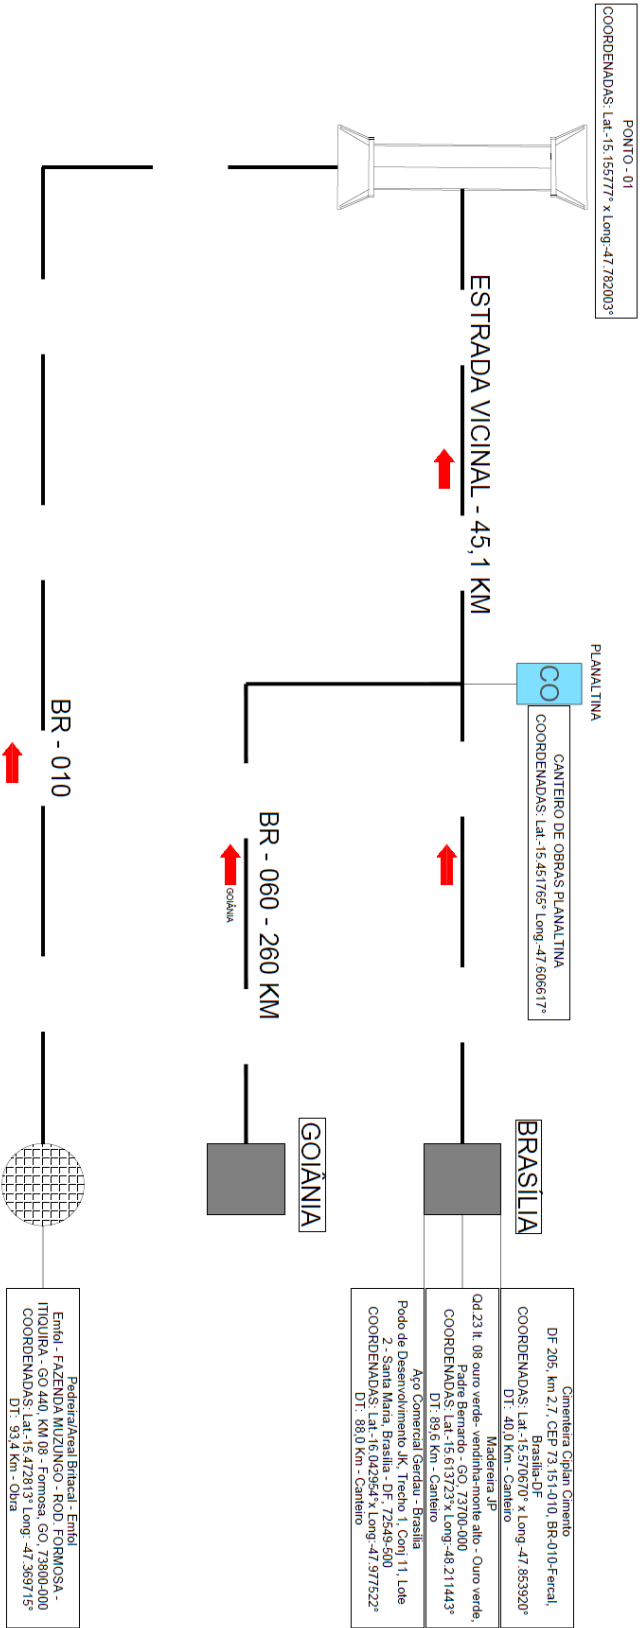 PONTO - 01
COORDENADAS: Lat.-15.155777° x Long-47.782003°
ESTRADA VICINAL - 45,1 KM
PLANALTINA
CO
CANTEIRO DE OBRAS PLANALTINA
COORDENADAS: Lat.-15.451765° Long-47.606617°
BR - 060 - 260 KM
GOIÂNIA
BR - 010
BRASÍLIA
GOIÂNIA
Cimenteira Ciplan Cimento
DF 205, km 2,7, CEP 73.151-010, BR-010-Fercal,
Brasília-DF
COORDENADAS: Lat.-15.570670° x Long-47.853920°
DT: 40,0 Km - Canteiro
Madereira JP
Qd.23 lt. 08 ouro verde- vendinha-monte alto - Ouro verde,
Padre Bernardo - GO, 73700-000
COORDENADAS: Lat.-15.613723°x Long-48.211443°
DT: 89,6 Km - Canteiro
Aço Comercial Gerdau - Brasília
Podo de Desenvolvimento JK, Trecho 1, Conj 11, Lote
2 - Santa Maria, Brasília - DF, 72549-500
COORDENADAS: Lat.-16.042954°x Long-47.977522°
DT: 88,0 Km - Canteiro
Pedreira/Areal Britacal - Emfol
Emfol - FAZENDA MUZUNGO - ROD. FORMOSA -
ITIQUIRA - GO 440, KM 08 - Formosa, GO, 73800-000
COORDENADAS: Lat.-15.472813° Long: -47.369715°
DT: 93,4 Km - Obra